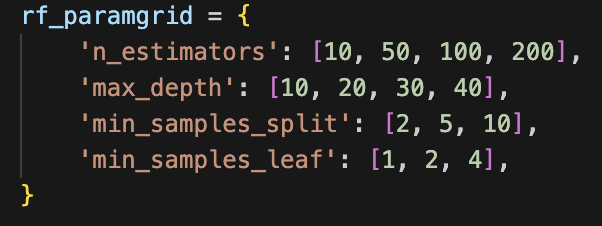 rf_paramgrid = {
    'n_estimators': [10, 50, 100, 200],
    'max_depth': [10, 20, 30, 40],
    'min_samples_split': [2, 5, 10],
    'min_samples_leaf': [1, 2, 4],
}